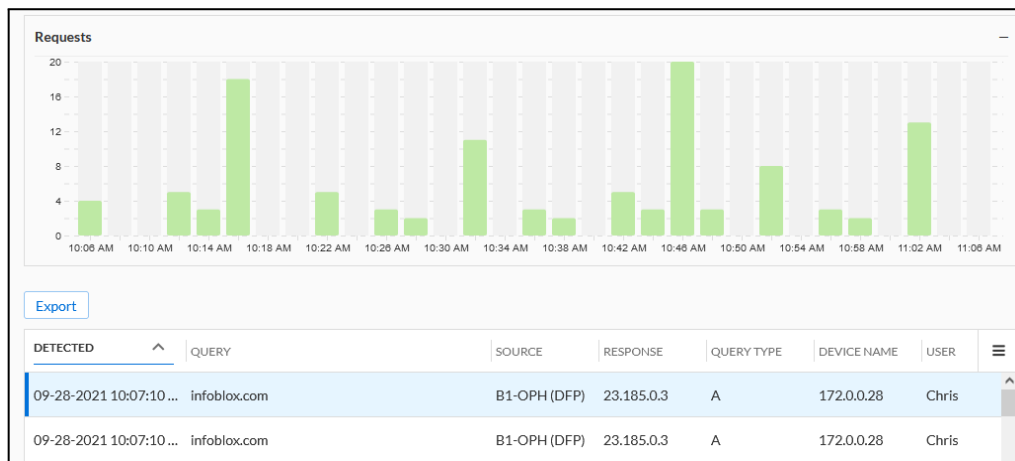 Requests
20
16
12
8
4
0
10:06 AM 10:10 AM 10:14 AM 10:18 AM 10:22 AM 10:26 AM 10:30 AM 10:34 AM 10:38 AM 10:42 AM 10:46 AM 10:50 AM 10:54 AM 10:58 AM 11:02 AM 11:06 AM
Export
DETECTED QUERY SOURCE RESPONSE QUERY TYPE DEVICE NAME USER
09-28-2021 10:07:10 ... infoblox.com B1-OPH (DFP) 23.185.0.3 A 172.0.0.28 Chris
09-28-2021 10:07:10 ... infoblox.com B1-OPH (DFP) 23.185.0.3 A 172.0.0.28 Chris